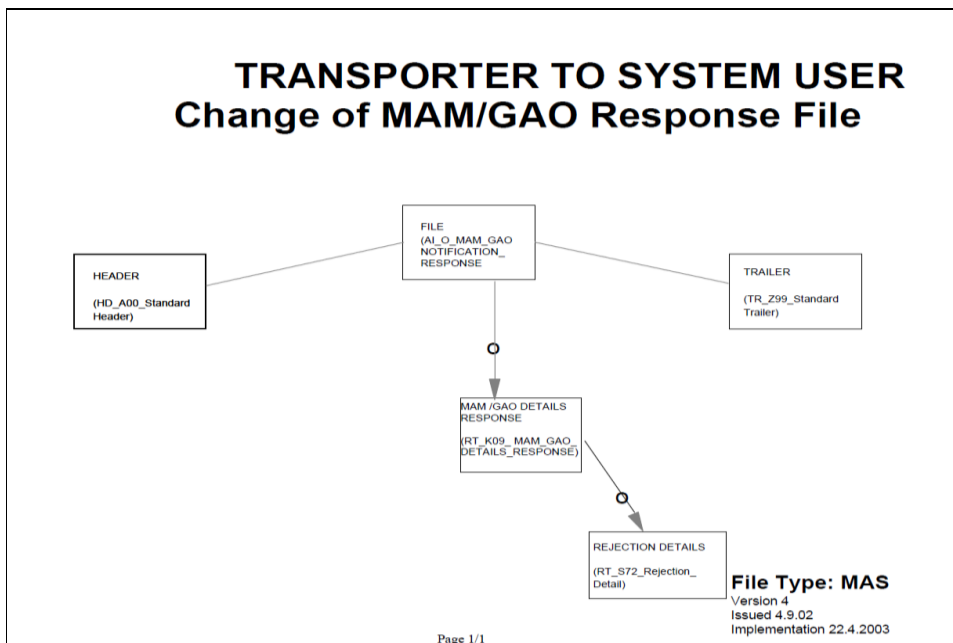 TRANSPORTER TO SYSTEM USER
Change of MAM/GAO Response File
FILE
(AI_O_MAM_GAO
NOTIFICATION_
RESPONSE
HEADER
(HD_A00_Standard
Header)
TRAILER
(TR_Z99_Standard
Trailer)
MAM /GAO DETAILS
RESPONSE
(RT_K09_ MAM_GAO_
DETAILS_RESPONSE)
REJECTION DETAILS
(RT_S72_Rejection_
Detail)
File Type: MAS
Version 4
Issued 4.9.02
Implementation 22.4.2003
Page 1/1